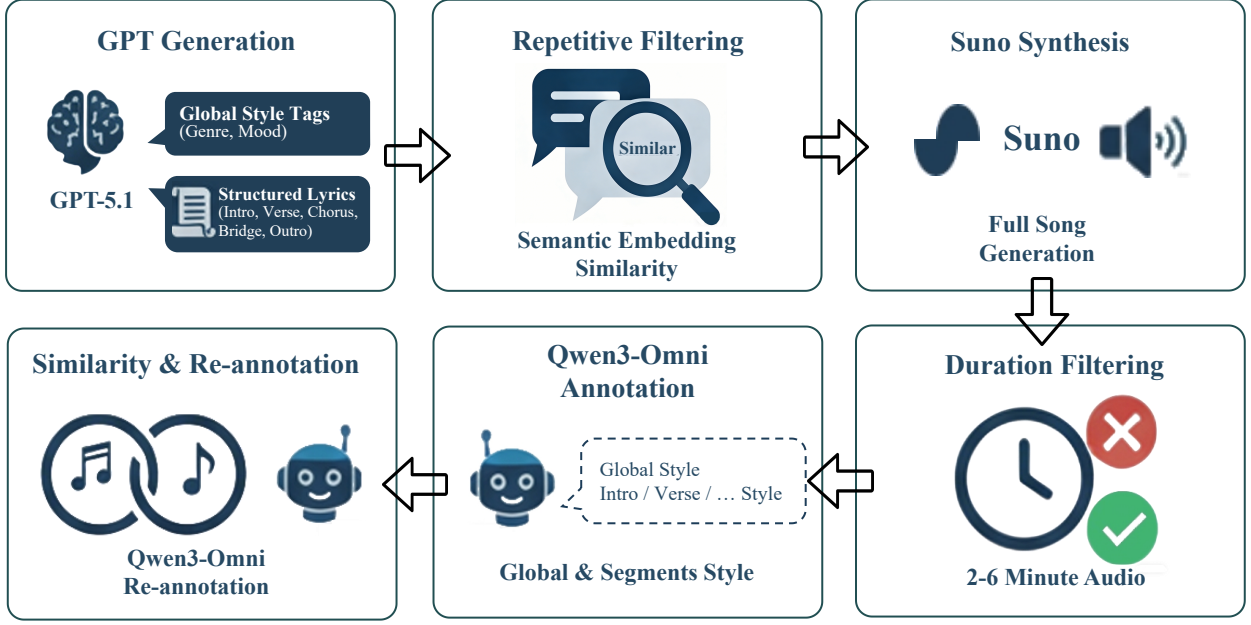 GPT Generation
Global Style Tags
(Genre, Mood)
GPT-5.1
Structured Lyrics
(Intro, Verse, Chorus,
Bridge, Outro)
Repetitive Filtering
Similar
Semantic Embedding
Similarity
Suno Synthesis
Suno
Full Song
Generation
Duration Filtering
2-6 Minute Audio
Qwen3-Omni
Annotation
Global Style
Intro / Verse / … Style
Global & Segments Style
Similarity & Re-annotation
Qwen3-Omni
Re-annotation